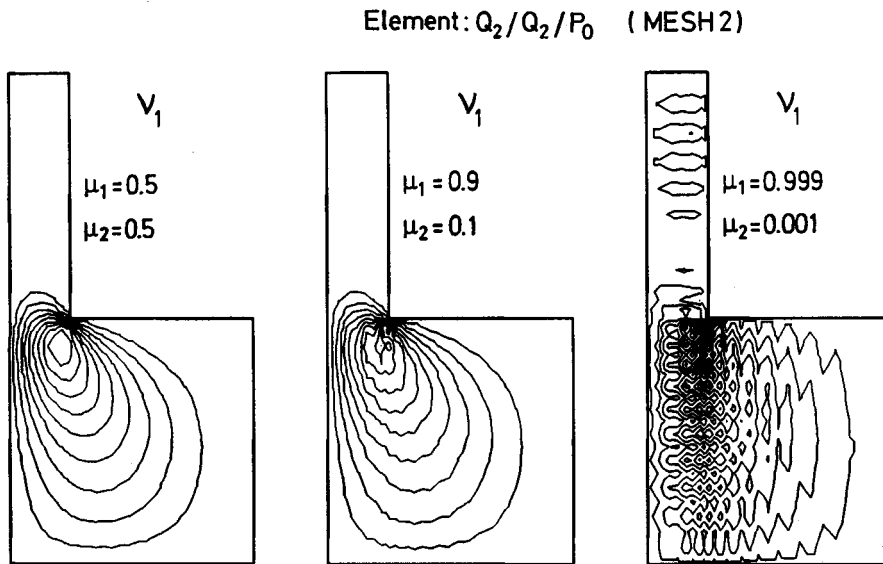 Element: Q₂/Q₂/P₀ (MESH2)
V₁
μ₁=0.5
μ₂=0.5
V₁
μ₁=0.9
μ₂=0.1
V₁
μ₁=0.999
μ₂=0.001